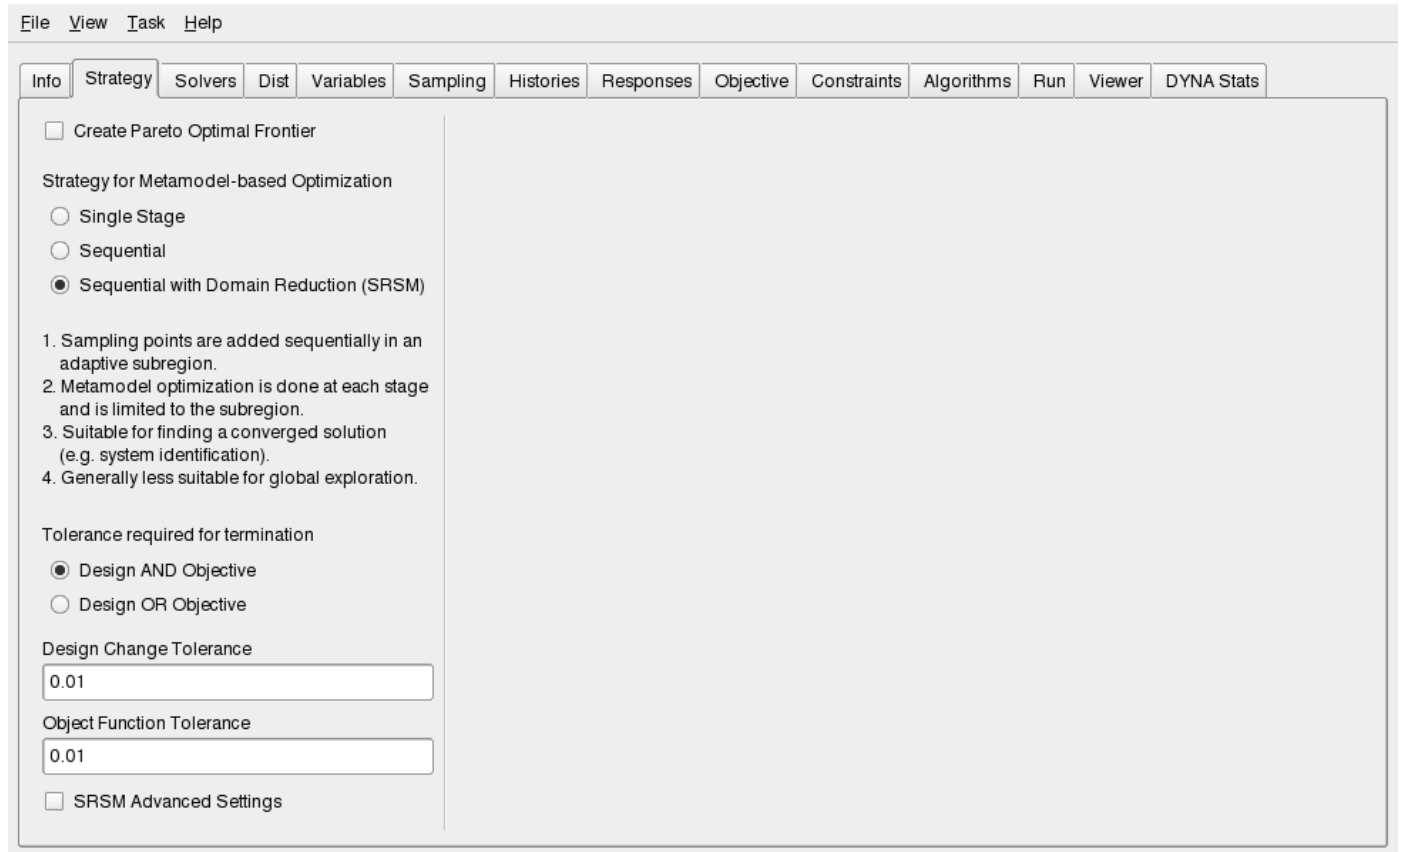 File View Task Help
Info Strategy Solvers Dist Variables Sampling Histories Responses Objective Constraints Algorithms Run Viewer DYNA Stats
Create Pareto Optimal Frontier
Strategy for Metamodel-based Optimization
Single Stage
Sequential
Sequential with Domain Reduction (SRSM)
1. Sampling points are added sequentially in an
adaptive subregion.
2. Metamodel optimization is done at each stage
and is limited to the subregion.
3. Suitable for finding a converged solution
(e.g. system identification).
4. Generally less suitable for global exploration.
Tolerance required for termination
Design AND Objective
Design OR Objective
Design Change Tolerance
0.01
Object Function Tolerance
0.01
SRSM Advanced Settings